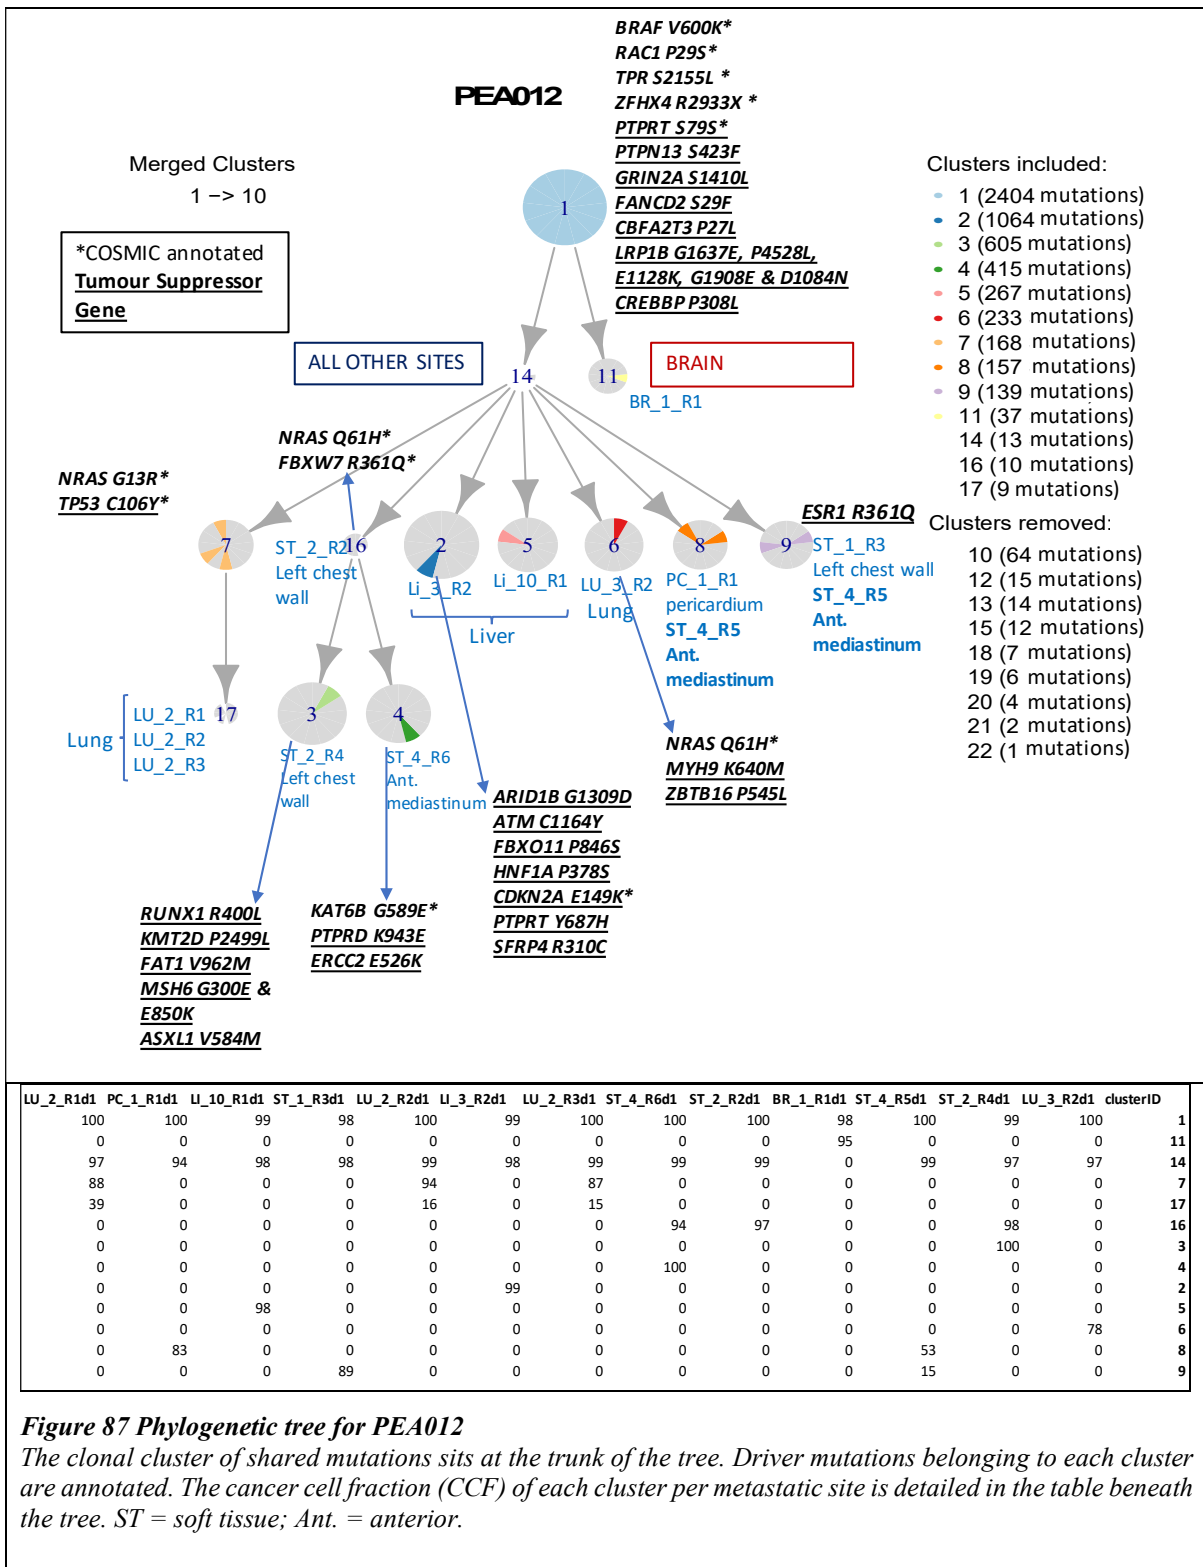 BRAF V600K*
RAC1 P29S*
TPR S2155L *
ZFHX4 R2933X *
PTPRT S79S*
PTPN13 S423F
GRIN2A S1410L
FANCD2 S29F
CBFA2T3 P27L
LRP1B G1637E, P4528L,
E1128K, G1908E & D1084N
CREBBP P308L
PEA012
Merged Clusters
1 −> 10
*COSMIC annotated
Tumour Suppressor
Gene
Clusters included:
1 (2404 mutations)
2 (1064 mutations)
3 (605 mutations)
4 (415 mutations)
5 (267 mutations)
6 (233 mutations)
7 (168 mutations)
8 (157 mutations)
9 (139 mutations)
11 (37 mutations)
14 (13 mutations)
16 (10 mutations)
17 (9 mutations)
Clusters removed:
10 (64 mutations)
12 (15 mutations)
13 (14 mutations)
15 (12 mutations)
18 (7 mutations)
19 (6 mutations)
20 (4 mutations)
21 (2 mutations)
22 (1 mutations)
1
ALL OTHER SITES
14
11
BRAIN
BR_1_R1
NRAS Q61H*
FBXW7 R361Q*
NRAS G13R*
TP53 C106Y*
7
ST_2_R2
Left chest
wall
16
2
Li_3_R2
5
Li_10_R1
Liver
6
LU_3_R2
Lung
8
PC_1_R1
pericardium
ST_4_R5
Ant.
mediastinum
9
ESR1 R361Q
ST_1_R3
Left chest wall
ST_4_R5
Ant.
mediastinum
17
Lung
LU_2_R1
LU_2_R2
LU_2_R3
3
ST_2_R4
Left chest
wall
4
ST_4_R6
Ant.
mediastinum
NRAS Q61H*
MYH9 K640M
ZBTB16 P545L
ARID1B G1309D
ATM C1164Y
FBXO11 P846S
HNF1A P378S
CDKN2A E149K*
PTPRT Y687H
SFRP4 R310C
KAT6B G589E*
PTPRD K943E
ERCC2 E526K
RUNX1 R400L
KMT2D P2499L
FAT1 V962M
MSH6 G300E &
E850K
ASXL1 V584M
LU_2_R1d1 PC_1_R1d1 LI_10_R1d1 ST_1_R3d1 LU_2_R2d1 LI_3_R2d1 LU_2_R3d1 ST_4_R6d1 ST_2_R2d1 BR_1_R1d1 ST_4_R5d1 ST_2_R4d1 LU_3_R2d1 clusterID
100 100 99 98 100 99 100 100 100 98 100 99 100 1
0 0 0 0 0 0 0 0 0 95 0 0 0 11
97 94 98 98 99 98 99 99 99 0 99 97 97 14
88 0 0 0 94 0 87 0 0 0 0 0 0 7
39 0 0 0 16 0 15 0 0 0 0 0 0 17
0 0 0 0 0 0 0 94 97 0 0 98 0 16
0 0 0 0 0 0 0 0 0 0 0 100 0 3
0 0 0 0 0 0 0 100 0 0 0 0 0 4
0 0 0 0 0 99 0 0 0 0 0 0 0 2
0 0 98 0 0 0 0 0 0 0 0 0 0 5
0 0 0 0 0 0 0 0 0 0 0 0 78 6
0 83 0 0 0 0 0 0 0 0 53 0 0 8
0 0 0 89 0 0 0 0 0 0 15 0 0 9
Figure 87 Phylogenetic tree for PEA012
The clonal cluster of shared mutations sits at the trunk of the tree. Driver mutations belonging to each cluster
are annotated. The cancer cell fraction (CCF) of each cluster per metastatic site is detailed in the table beneath
the tree. ST = soft tissue; Ant. = anterior.